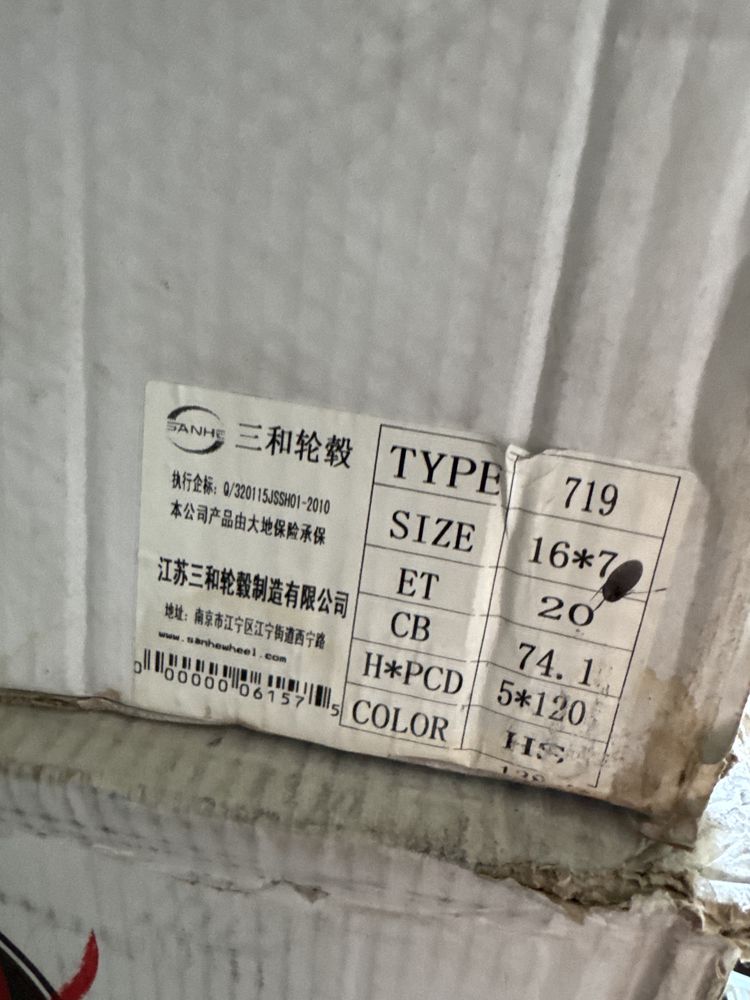 SANHE 三和轮毂
执行企标: Q/320115JSSH01-2010
本公司产品由大地保险承保
江苏三和轮毂制造有限公司
地址: 南京市江宁区江宁街道西宁路
www.sanhewheel.com
0 00000 06157 5
TYPE 719
SIZE 16*7
ET 20
CB 74.1
H*PCD 5*120
COLOR HS